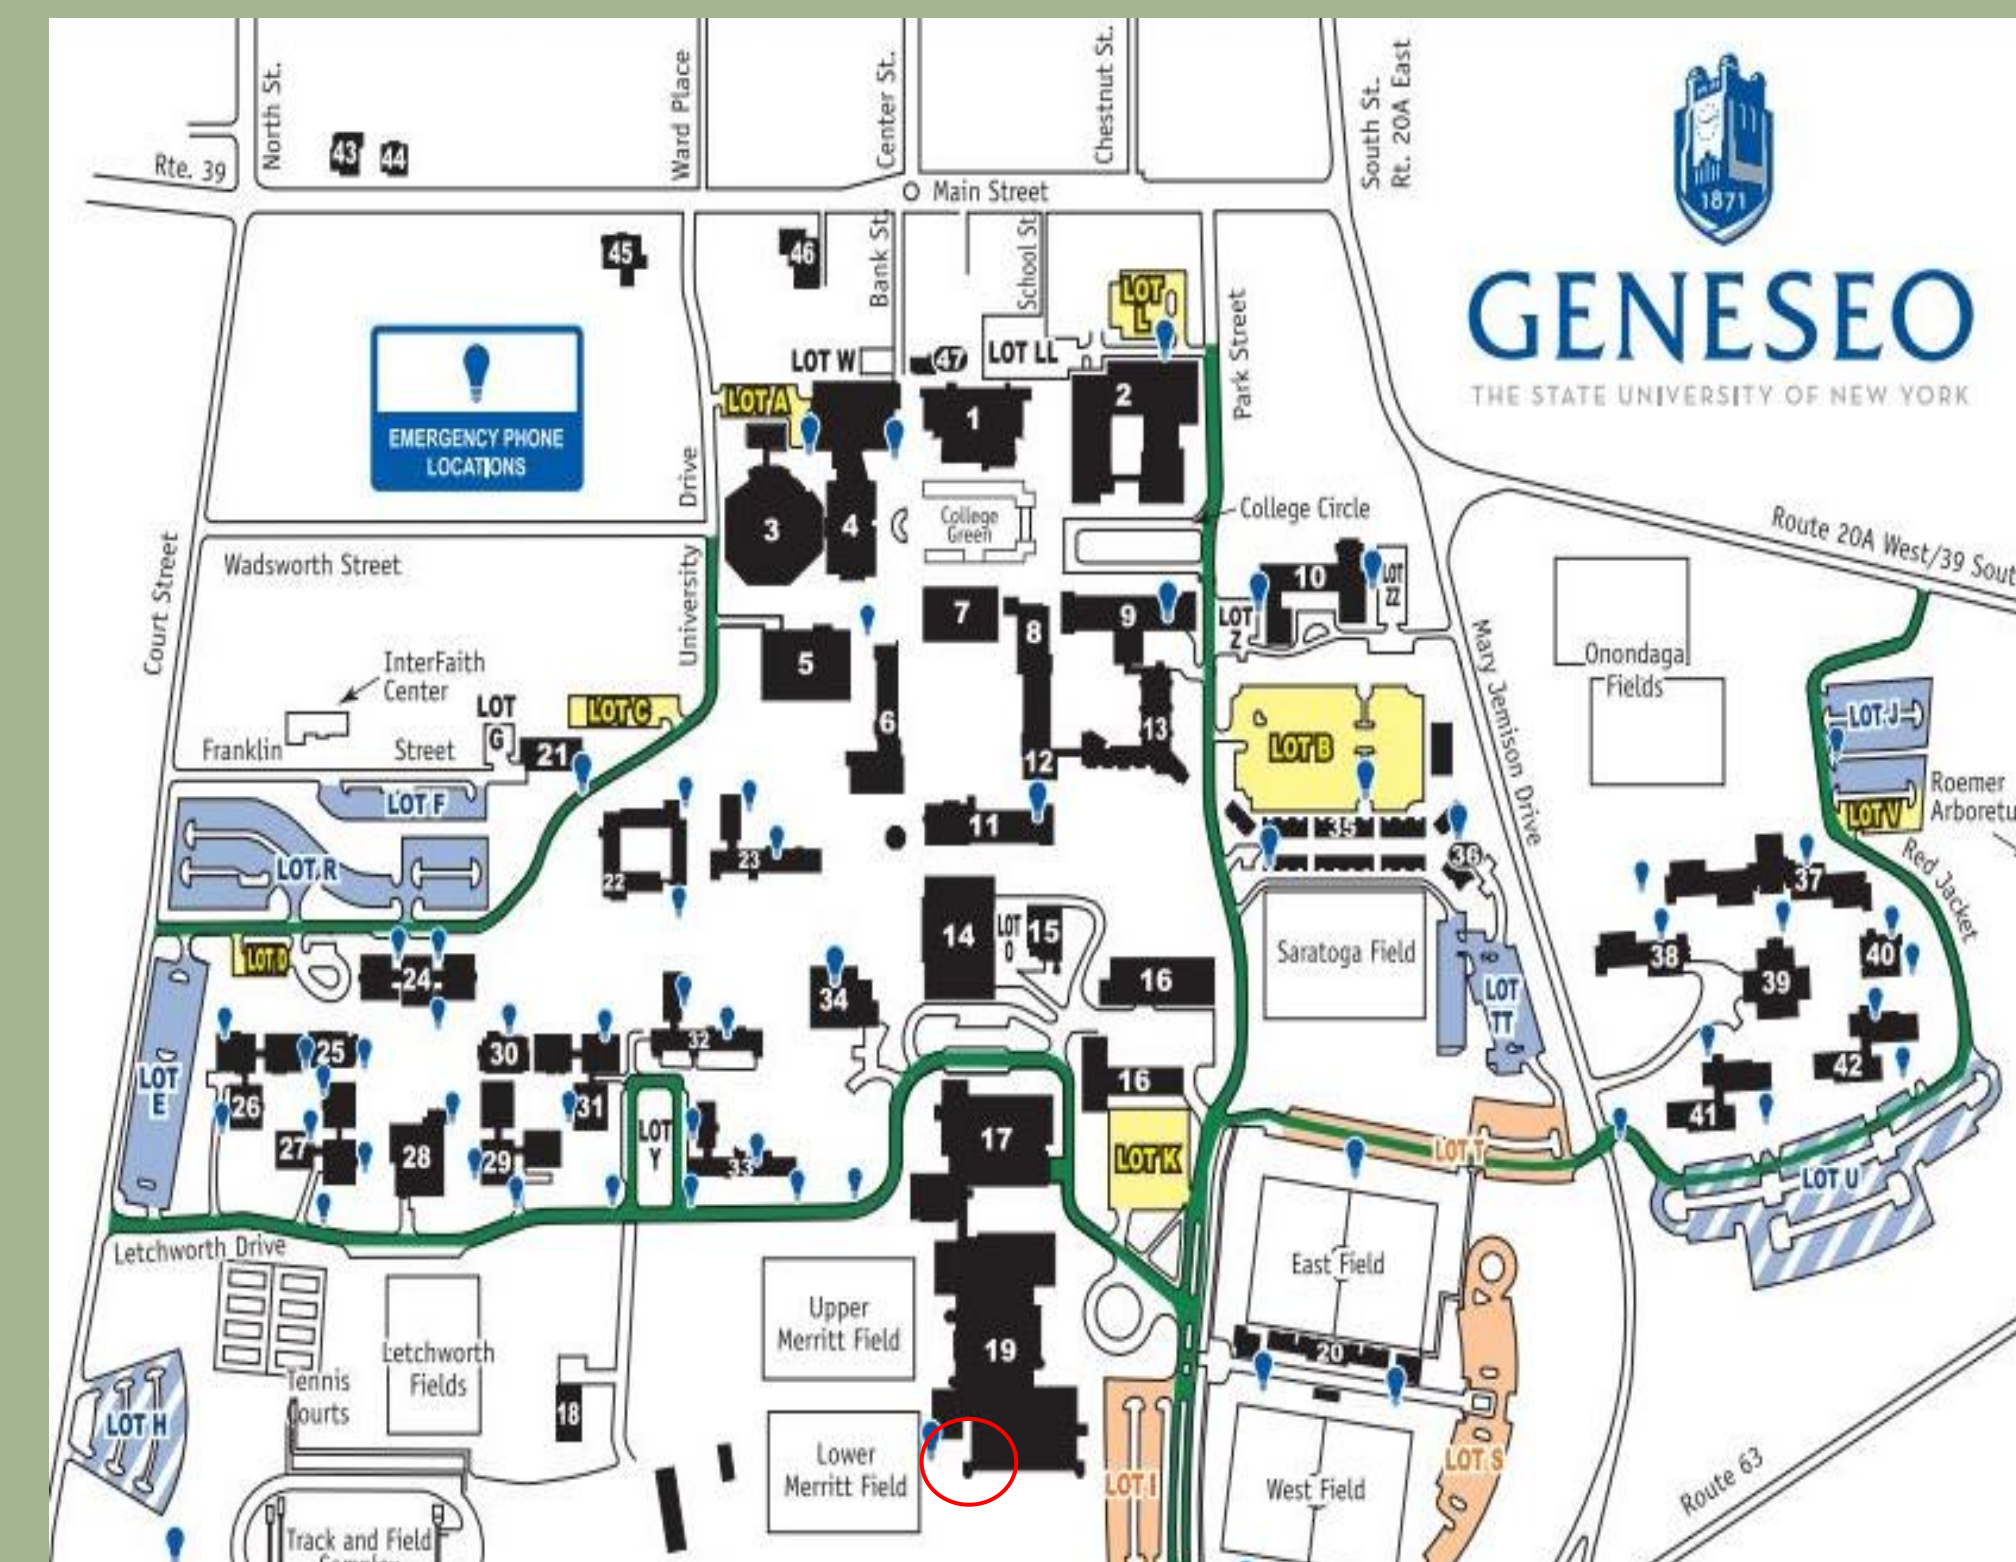 North St.
Ward Place
Center St.
Chestnut St.
South St.
Rt. 20A East
1871
GENESEO
THE STATE UNIVERSITY OF NEW YORK
Rte. 39
43
44
Main Street
45
46
Bank St.
School St.
LOT
L
Park Street
EMERGENCY PHONE
LOCATIONS
LOT W
47
LOT LL
LOT A
1
2
University
Drive
3
4
College
Green
College Circle
Route 20A West/39 Sout
Court Street
Wadsworth Street
10
LOT
ZZ
7
8
9
LOT
Z
5
Mary Jemison Drive
Onondaga
Fields
InterFaith
Center
LOT
G
LOT C
6
13
LOT J
Franklin
Street
21
12
LOT B
LOT F
11
35
LOT V
Roemer
Arboretu
LOT R
22
23
36
37
Red Jacket
LOT D
24
14
LOT
O
15
Saratoga Field
38
39
40
34
16
LOT
TT
LOT
E
25
30
32
16
42
26
31
41
27
28
29
LOT
Y
33
17
LOT K
LOT T
LOT U
Letchworth Drive
Upper
Merritt Field
East Field
Letchworth
Fields
Tennis
Courts
19
20
LOT H
18
Lower
Merritt Field
LOT I
West Field
LOT S
Route 63
Track and Field